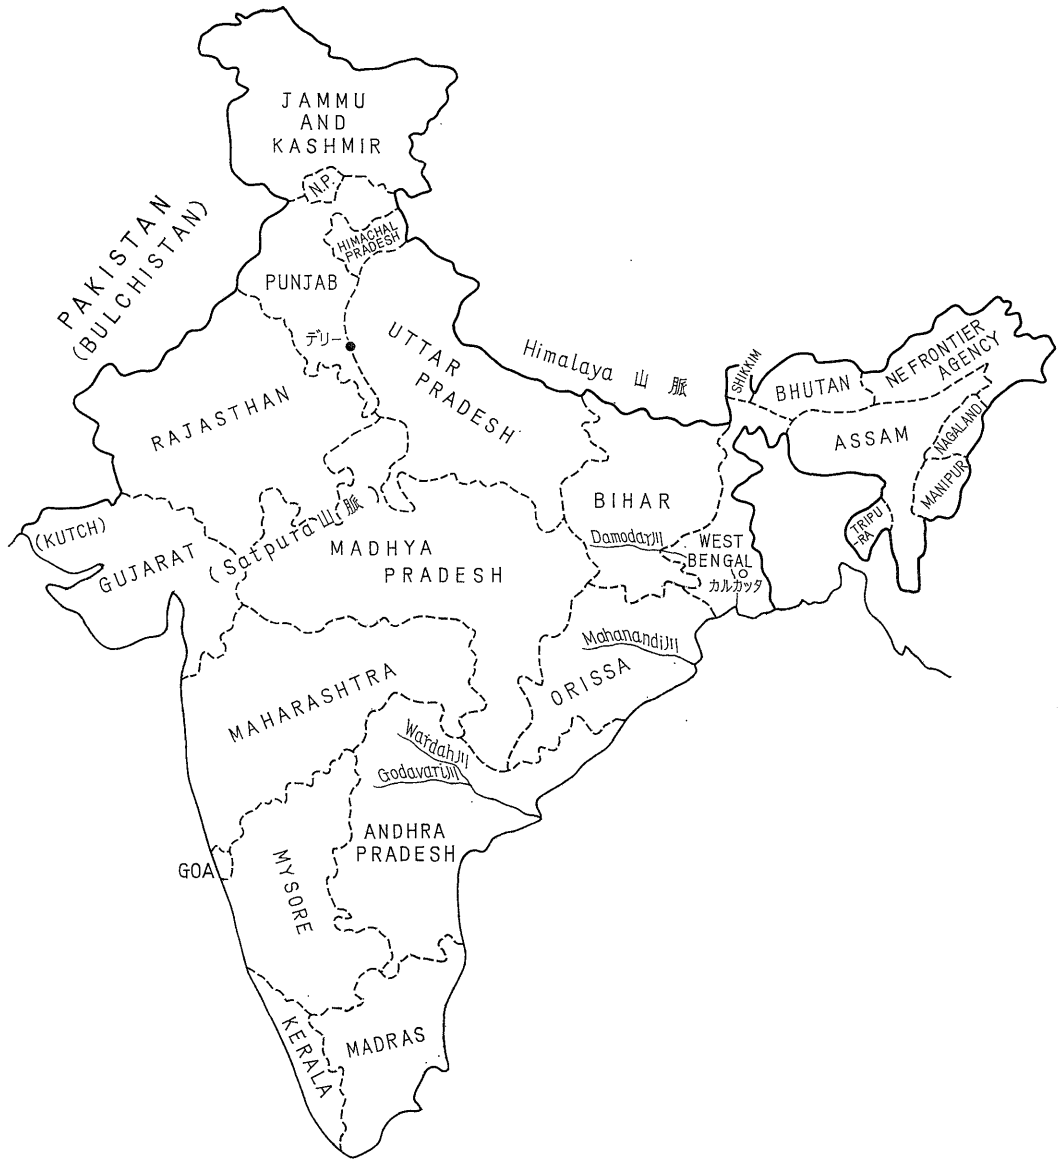 JAMMU
AND
KASHMIR
N.P.
PAKISTAN
(BULCHISTAN)
HIMACHAL
PRADESH
PUNJAB
デリー
UTTAR
PRADESH
Himalaya 山脈
SHIKKIM
BHUTAN
NE FRONTIER
AGENCY
RAJASTHAN
ASSAM
NAGALAND
MANIPUR
TRIPU
-RA
BIHAR
(KUTCH)
GUJARAT
(Satpura山脈)
MADHYA
PRADESH
Damodar川
WEST
BENGAL
カルカッタ
Mahanandi川
ORISSA
MAHARASHTRA
Wardah川
Godavari川
ANDHRA
PRADESH
GOA
MYSORE
KERALA
MADRAS